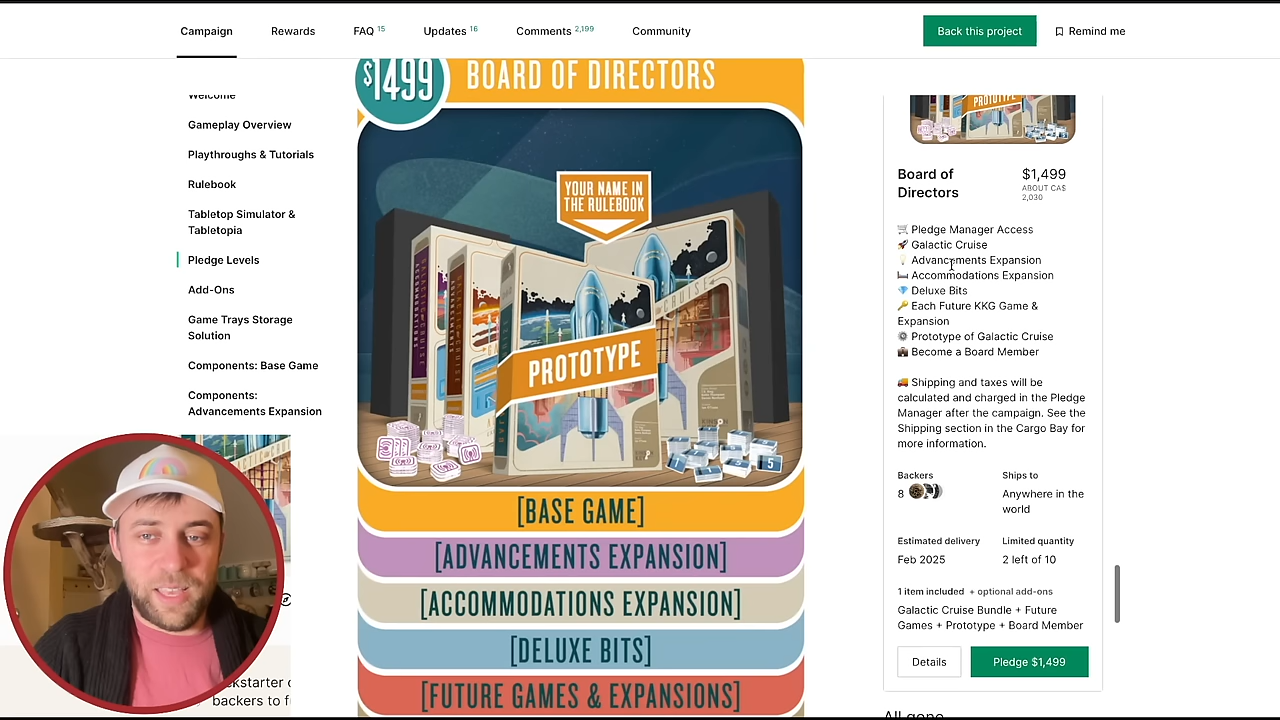 Campaign
Rewards
FAQ 15
Updates 16
Comments 2,199
Community
Back this project
Remind me
Welcome
Gameplay Overview
Playthroughs & Tutorials
Rulebook
Tabletop Simulator &
Tabletopia
Pledge Levels
Add-Ons
Game Trays Storage
Solution
Components: Base Game
Components:
Advancements Expansion
kstarter
backers to f
$1499
BOARD OF DIRECTORS
YOUR NAME IN
THE RULEBOOK
PROTOTYPE
5
[BASE GAME]
[ADVANCEMENTS EXPANSION]
[ACCOMMODATIONS EXPANSION]
[DELUXE BITS]
[FUTURE GAMES & EXPANSIONS]
PROTOTYPE
Board of
Directors
$1,499
ABOUT CA$
2,030
🛒 Pledge Manager Access
🚀 Galactic Cruise
💡 Advancements Expansion
🛏️ Accommodations Expansion
💎 Deluxe Bits
🔑 Each Future KKG Game &
Expansion
⚙️ Prototype of Galactic Cruise
💼 Become a Board Member
🚚 Shipping and taxes will be
calculated and charged in the Pledge
Manager after the campaign. See the
Shipping section in the Cargo Bay for
more information.
Backers
8
Ships to
Anywhere in the
world
Estimated delivery
Feb 2025
Limited quantity
2 left of 10
1 item included + optional add-ons
Galactic Cruise Bundle + Future
Games + Prototype + Board Member
Details
Pledge $1,499
All gone